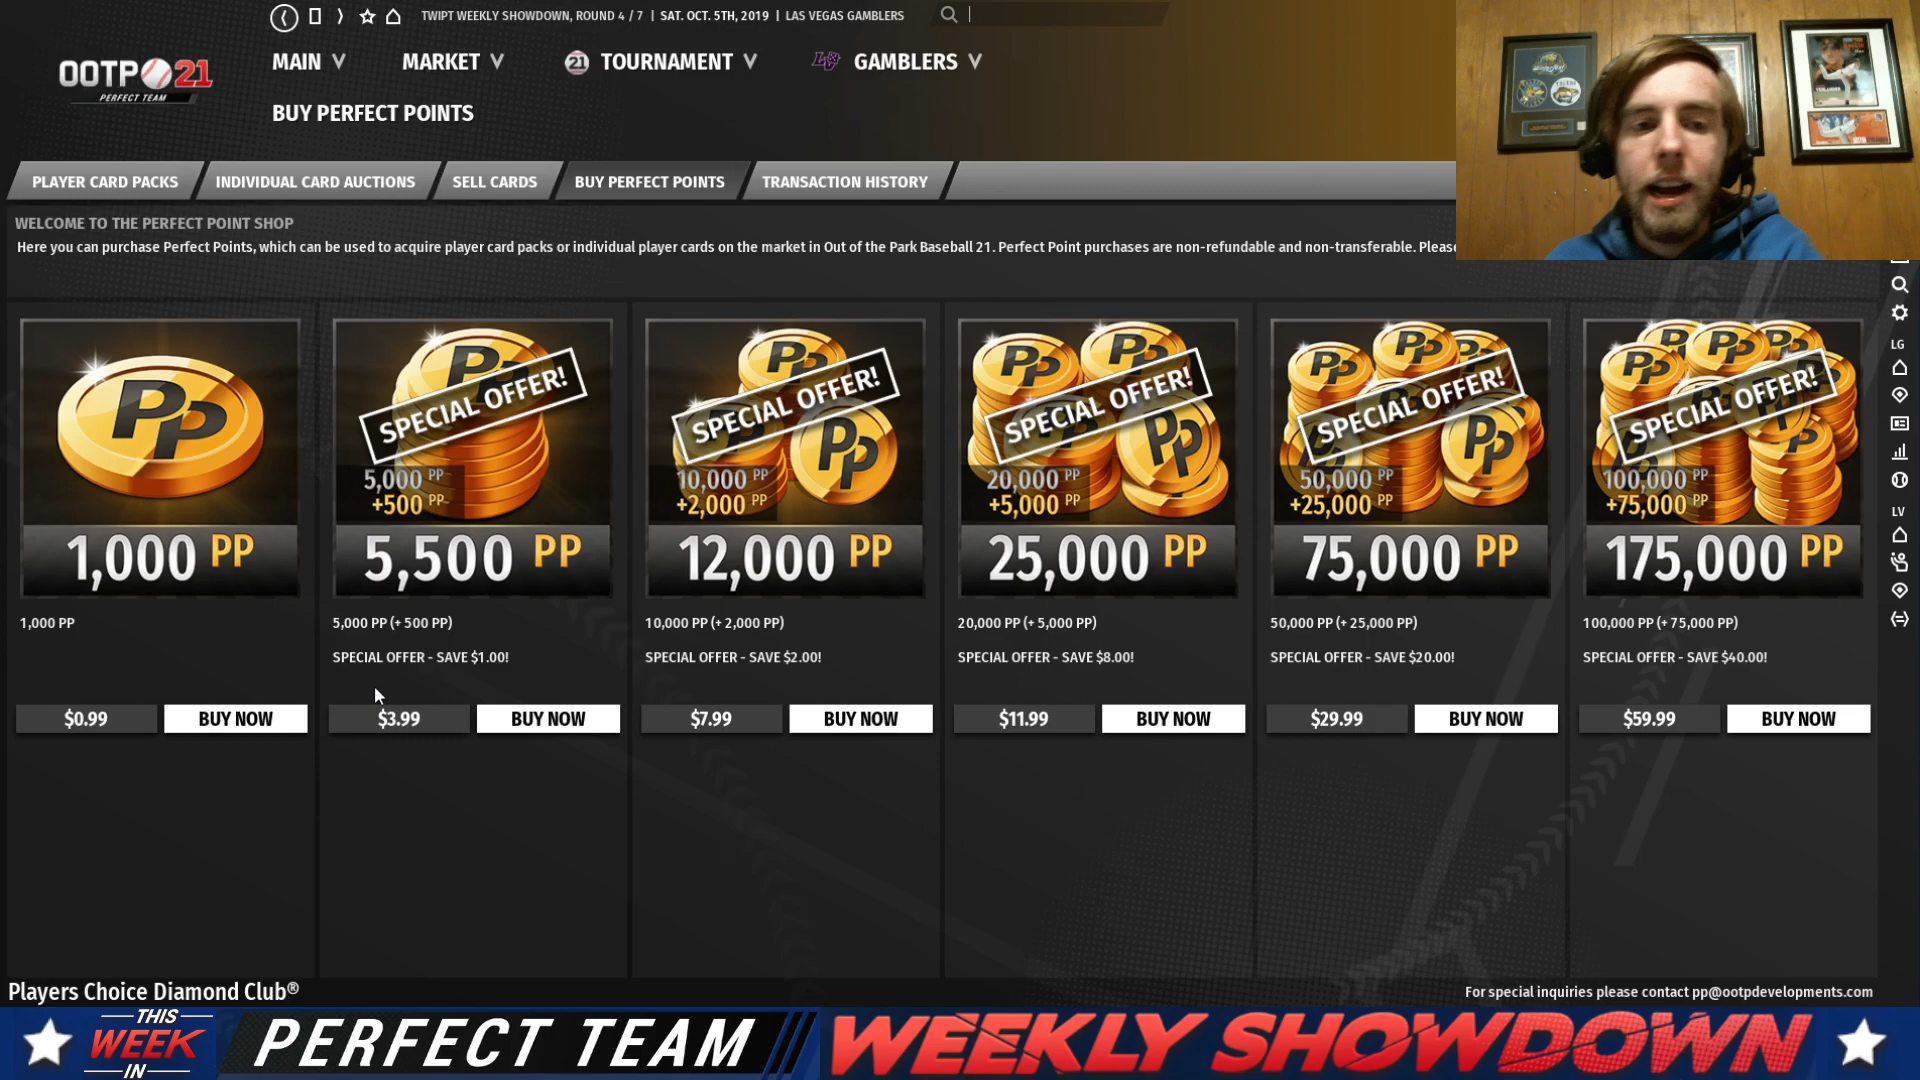 TWIPT WEEKLY SHOWDOWN, ROUND 4 / 7 | SAT. OCT. 5TH, 2019 | LAS VEGAS GAMBLERS
OOTP 21
PERFECT TEAM
MAIN MARKET 21 TOURNAMENT LV GAMBLERS
BUY PERFECT POINTS
PLAYER CARD PACKS INDIVIDUAL CARD AUCTIONS SELL CARDS BUY PERFECT POINTS TRANSACTION HISTORY
WELCOME TO THE PERFECT POINT SHOP
Here you can purchase Perfect Points, which can be used to acquire player card packs or individual player cards on the market in Out of the Park Baseball 21. Perfect Point purchases are non-refundable and non-transferable.
LG
LV
PP
1,000 PP
1,000 PP
$0.99 BUY NOW
SPECIAL OFFER!
5,000 PP
+500 PP
5,500 PP
5,000 PP (+ 500 PP)
SPECIAL OFFER - SAVE $1.00!
$3.99 BUY NOW
SPECIAL OFFER!
10,000 PP
+2,000 PP
12,000 PP
10,000 PP (+ 2,000 PP)
SPECIAL OFFER - SAVE $2.00!
$7.99 BUY NOW
SPECIAL OFFER!
20,000 PP
+5,000 PP
25,000 PP
20,000 PP (+ 5,000 PP)
SPECIAL OFFER - SAVE $8.00!
$11.99 BUY NOW
SPECIAL OFFER!
50,000 PP
+25,000 PP
75,000 PP
50,000 PP (+ 25,000 PP)
SPECIAL OFFER - SAVE $20.00!
$29.99 BUY NOW
SPECIAL OFFER!
100,000 PP
+75,000 PP
175,000 PP
100,000 PP (+ 75,000 PP)
SPECIAL OFFER - SAVE $40.00!
$59.99 BUY NOW
Players Choice Diamond Club®
For special inquiries please contact pp@ootpdevelopments.com
THIS
WEEK
IN
PERFECT TEAM
WEEKLY SHOWDOWN